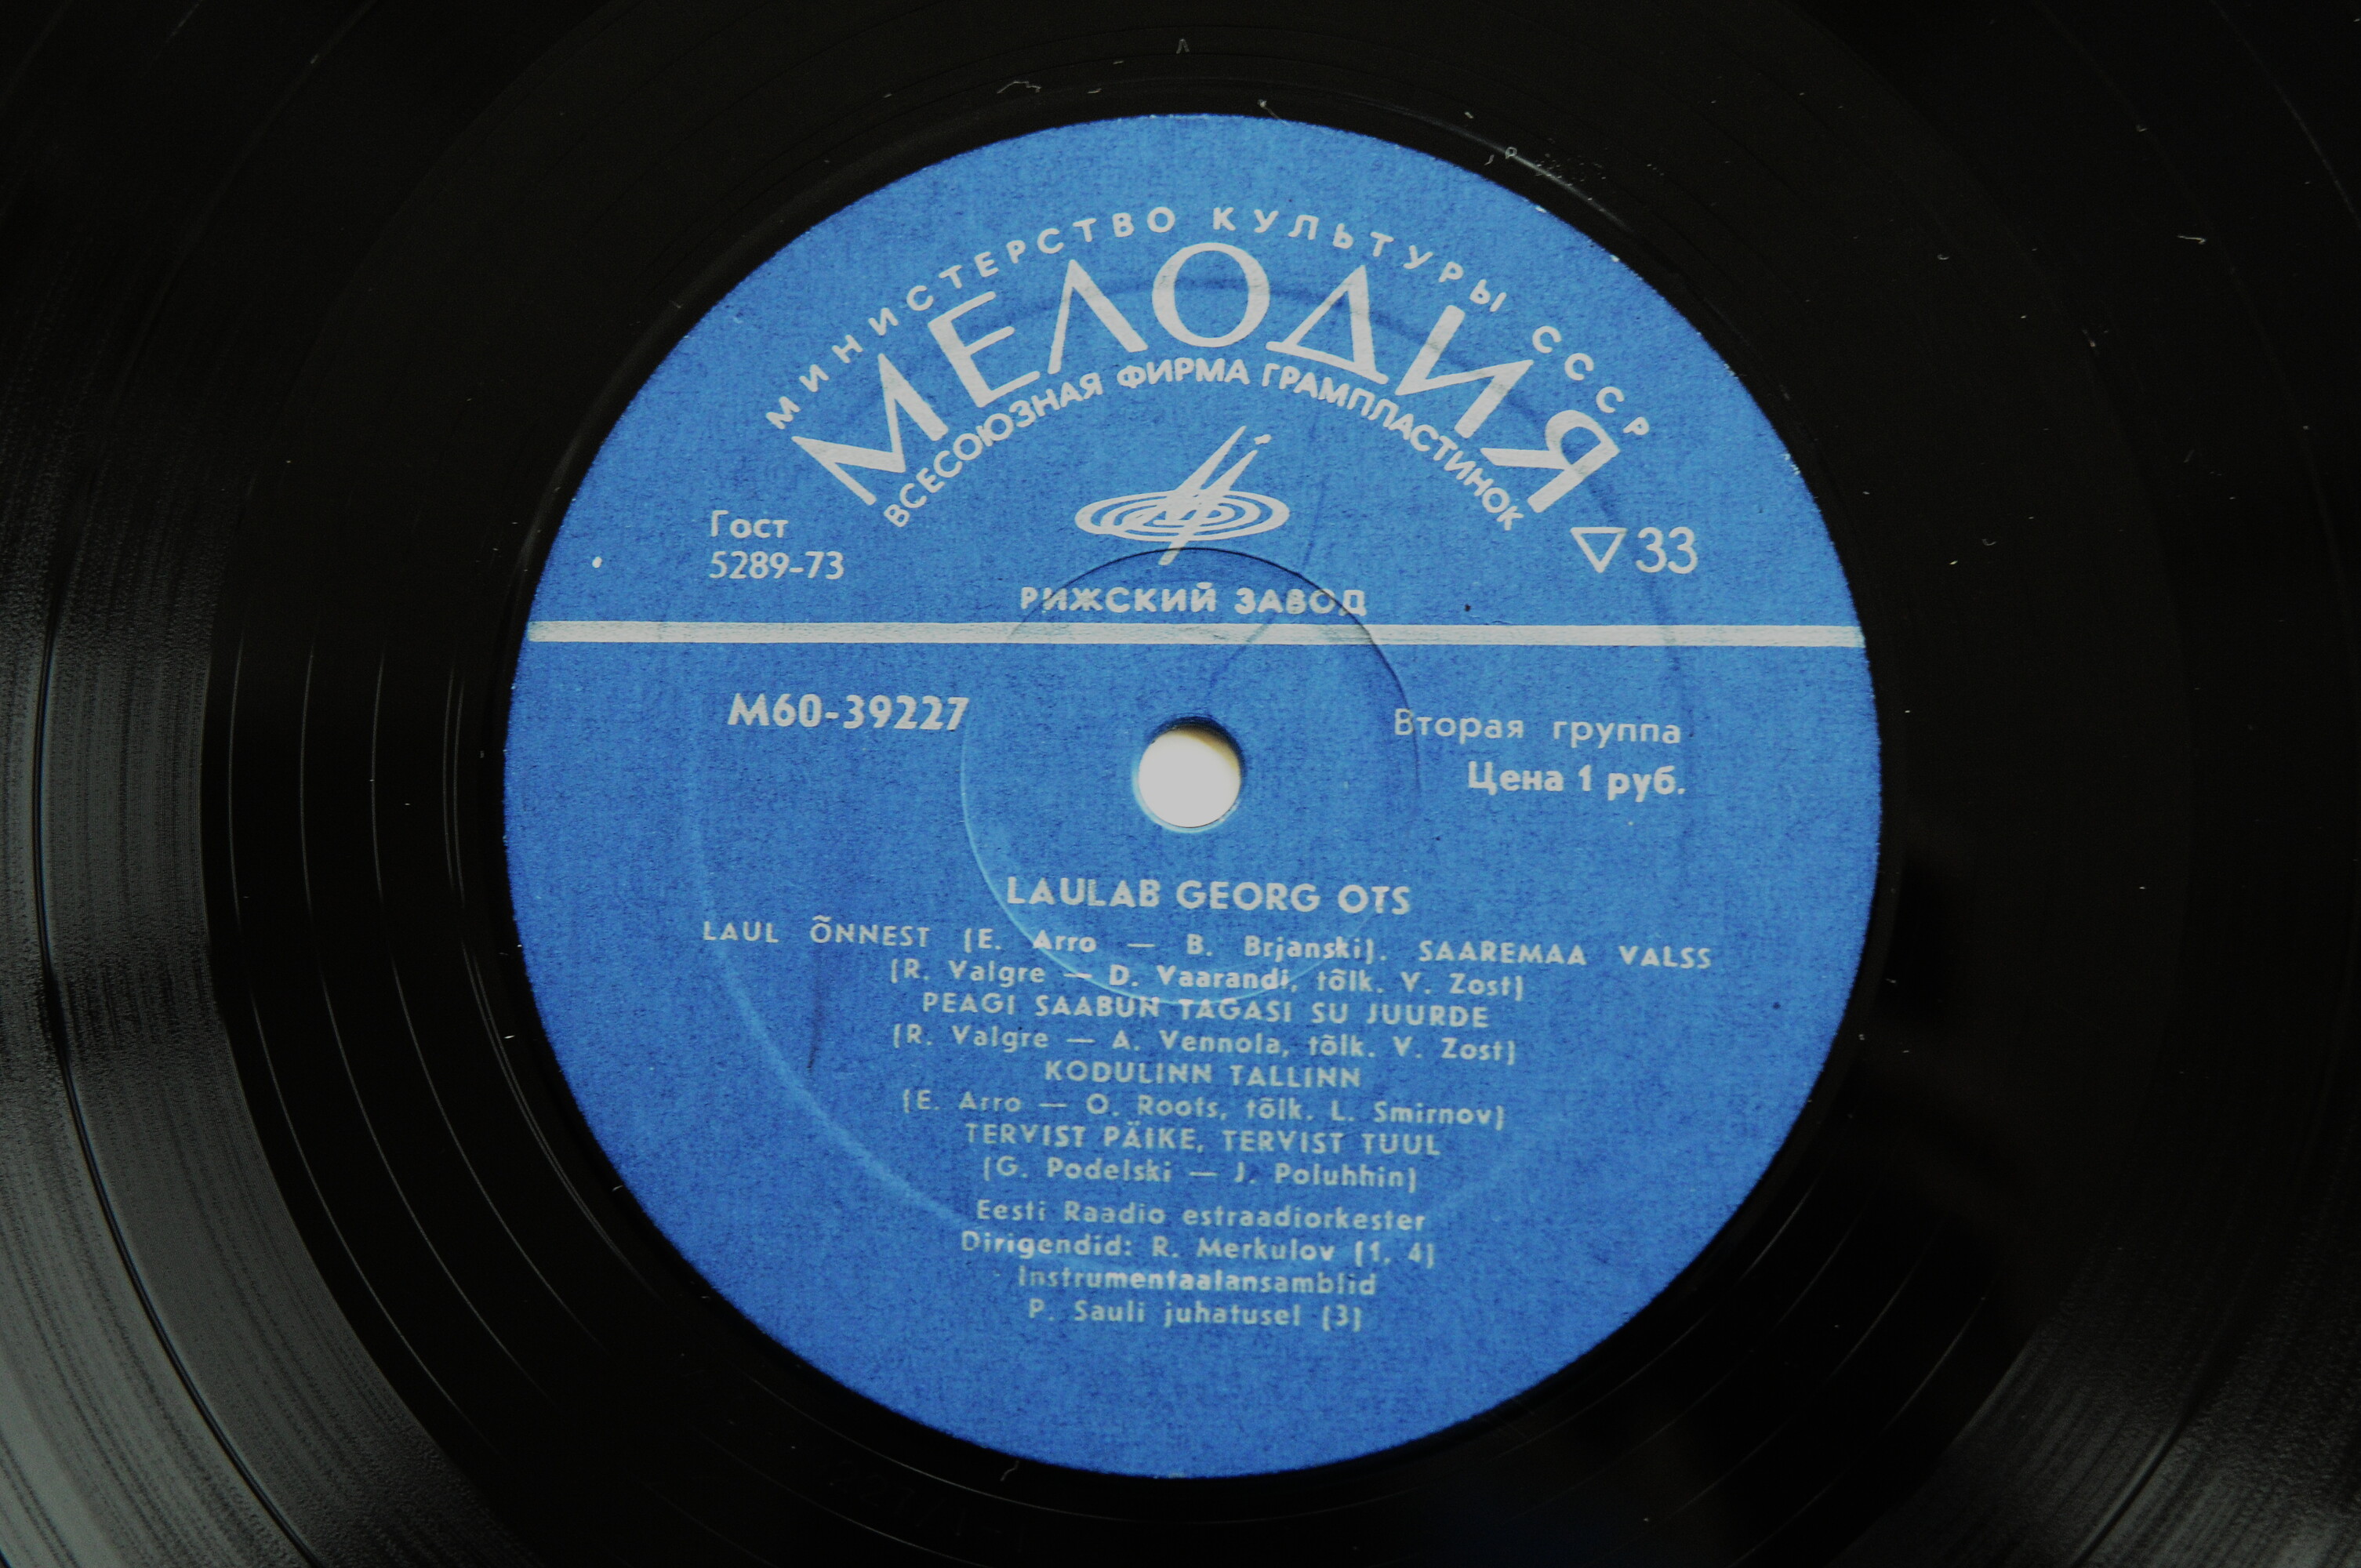 МИНИСТЕРСТВО КУЛЬТУРЫ СССР
МЕЛОДИЯ
ВСЕСОЮЗНАЯ ФИРМА ГРАМПЛАСТИНОК
Гост
5289-73
▽33
РИЖСКИЙ ЗАВОД
М60-39227
Вторая группа
Цена 1 руб.
LAULAB GEORG OTS
LAUL ÕNNEST (E. Arro — B. Brjanski). SAAREMAA VALSS
(R. Valgre — D. Vaarandi, tõlk. V. Zost)
PEAGI SAABUN TAGASI SU JUURDE
(R. Valgre — A. Vennola, tõlk. V. Zost)
KODULINN TALLINN
(E. Arro — O. Roots, tõlk. L. Smirnov)
TERVIST PÄIKE, TERVIST TUUL
(G. Podelski — J. Poluhhin)
Eesti Raadio estraadiorkester
Dirigendid: R. Merkulov (1, 4)
Instrumentaalansamblid
P. Sauli juhatusel (3)